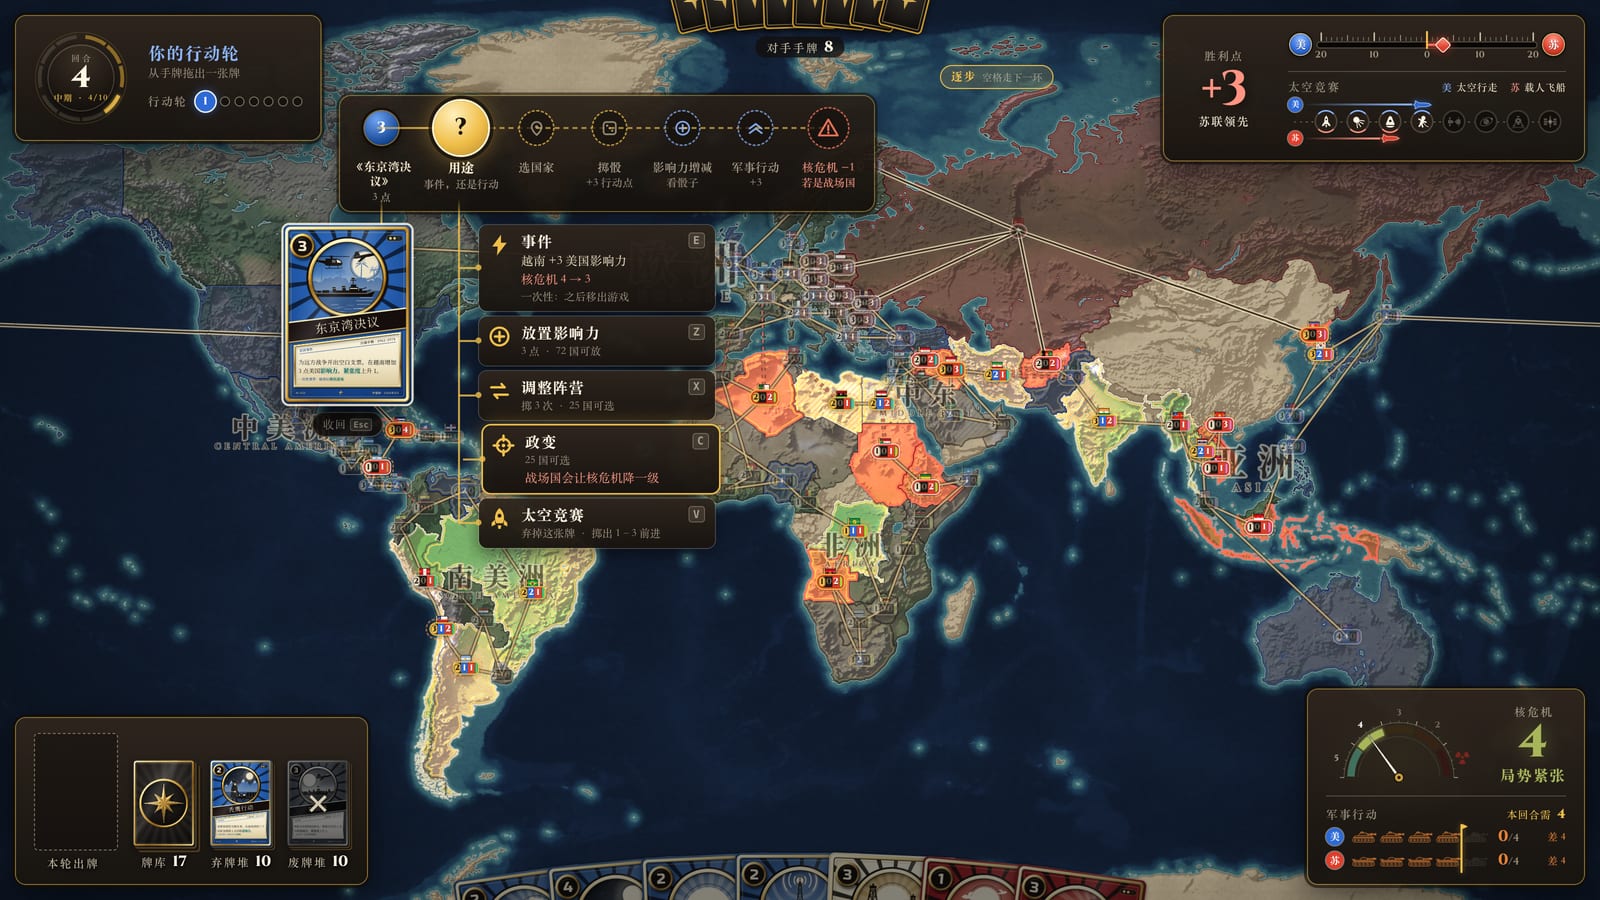 回合
4
中期 · 4/10
你的行动轮
从手牌拖出一张牌
行动轮 1
对手手牌 8
逐步 空格走下一环
胜利点
+3
苏联领先
美 苏
20 10 0 10 20
太空竞赛
美 太空行走 苏 载人飞船
美
苏
3
《东京湾决议》
3 点
?
用途
事件，还是行动
选国家
掷骰
+3 行动点
影响力增减
看骰子
军事行动
+3
核危机 −1
若是战场国
3
东京湾决议
收回 Esc
事件 E
越南 +3 美国影响力
核危机 4 → 3
一次性：之后移出游戏
放置影响力 Z
3 点 · 72 国可放
调整阵营 X
掷 3 次 · 25 国可选
政变 C
25 国可选
战场国会让核危机降一级
太空竞赛 V
弃掉这张牌 · 掷出 1 – 3 前进
中美洲
CENTRAL AMERICA
南美洲
非洲
中东
亚洲
ASIA
本轮出牌
牌库 17
弃牌堆 10
废牌堆 10
4 2 2 3 1 3
核危机
4
局势紧张
5 4 3 2
军事行动
本回合需 4
美 0/4 差 4
苏 0/4 差 4